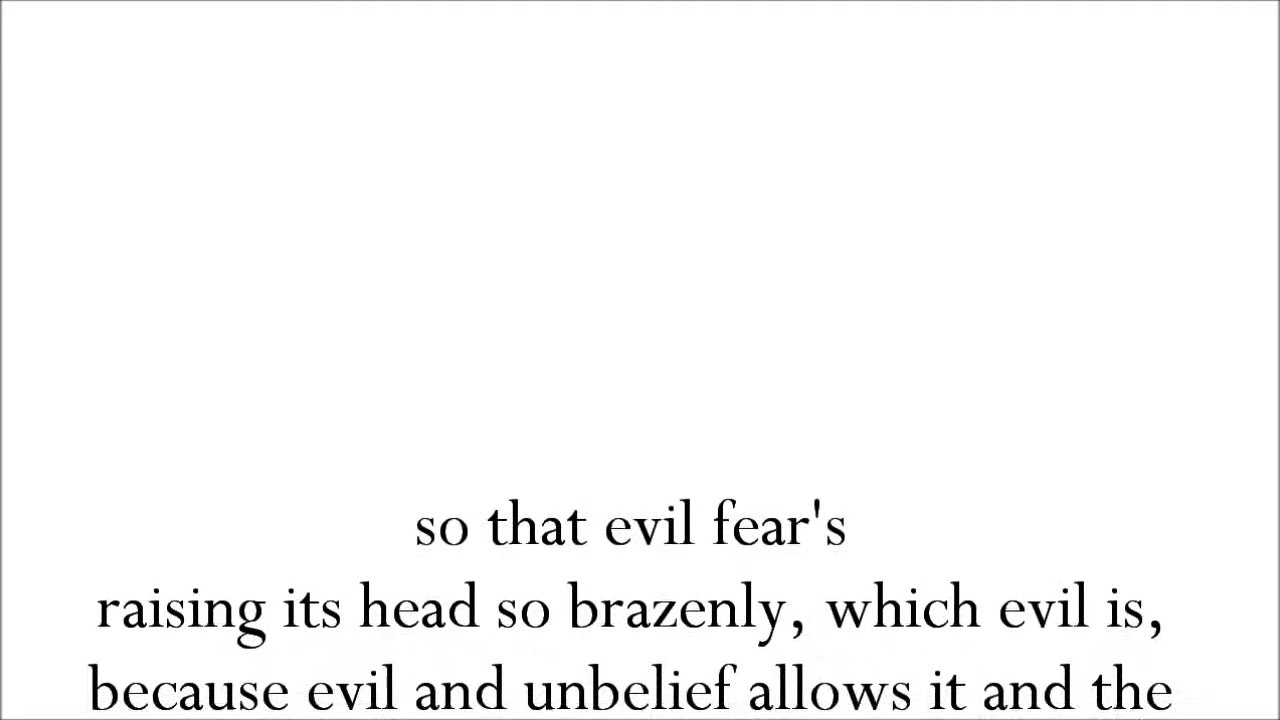 so that evil fear's
raising its head so brazenly, which evil is,
because evil and unbelief allows it and the